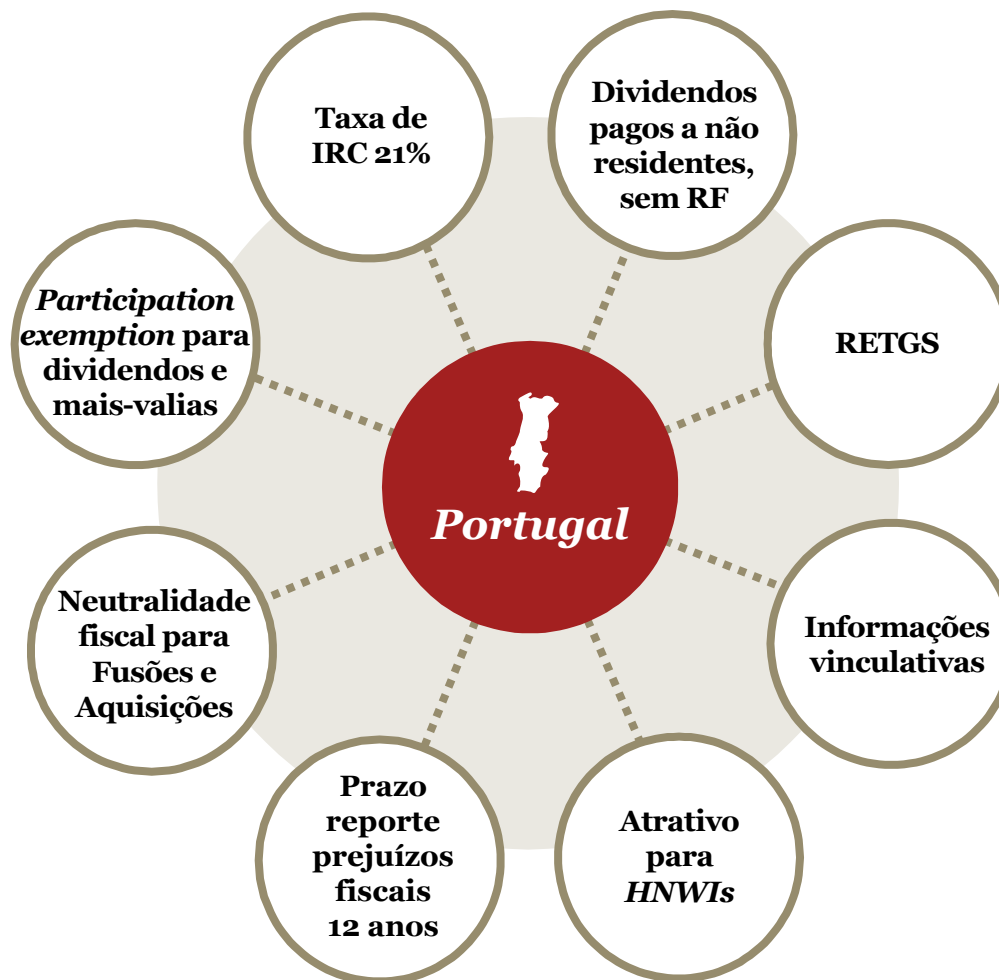 Taxa de
IRC 21%
Dividendos
pagos a não
residentes,
sem RF
RETGS
Informações
vinculativas
Atrativo
para
HNWIs
Prazo
reporte
prejuízos
fiscais
12 anos
Neutralidade
fiscal para
Fusões e
Aquisições
Participation
exemption para
dividendos e
mais-valias
Portugal